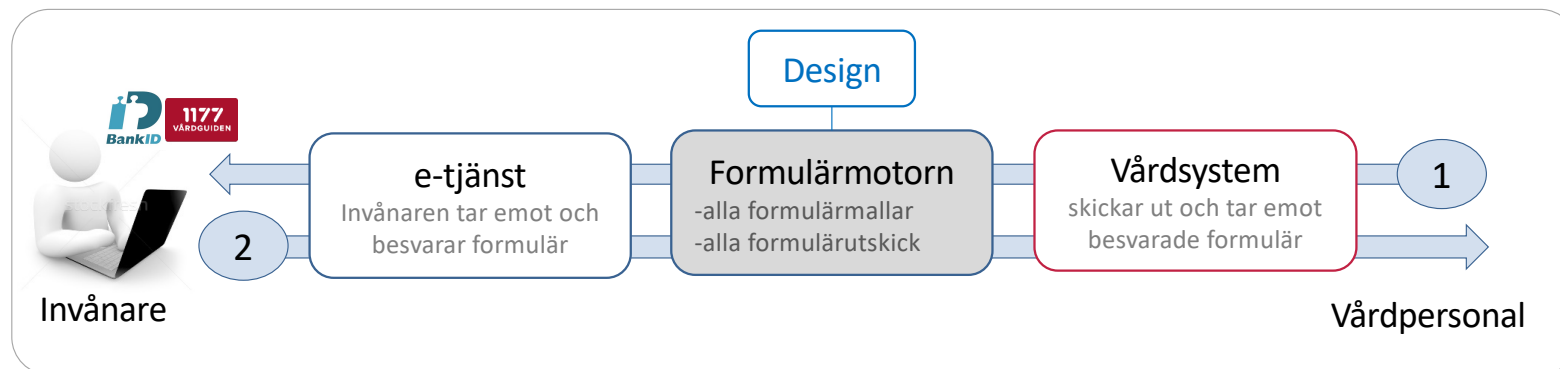 Design
BankID
1177
VÅRDGUIDEN
e-tjänst
Invånaren tar emot och
besvarar formulär
Formulärmotorn
-alla formulärmallar
-alla formulärutskick
Vårdsystem
skickar ut och tar emot
besvarade formulär
1
2
Invånare
Vårdpersonal